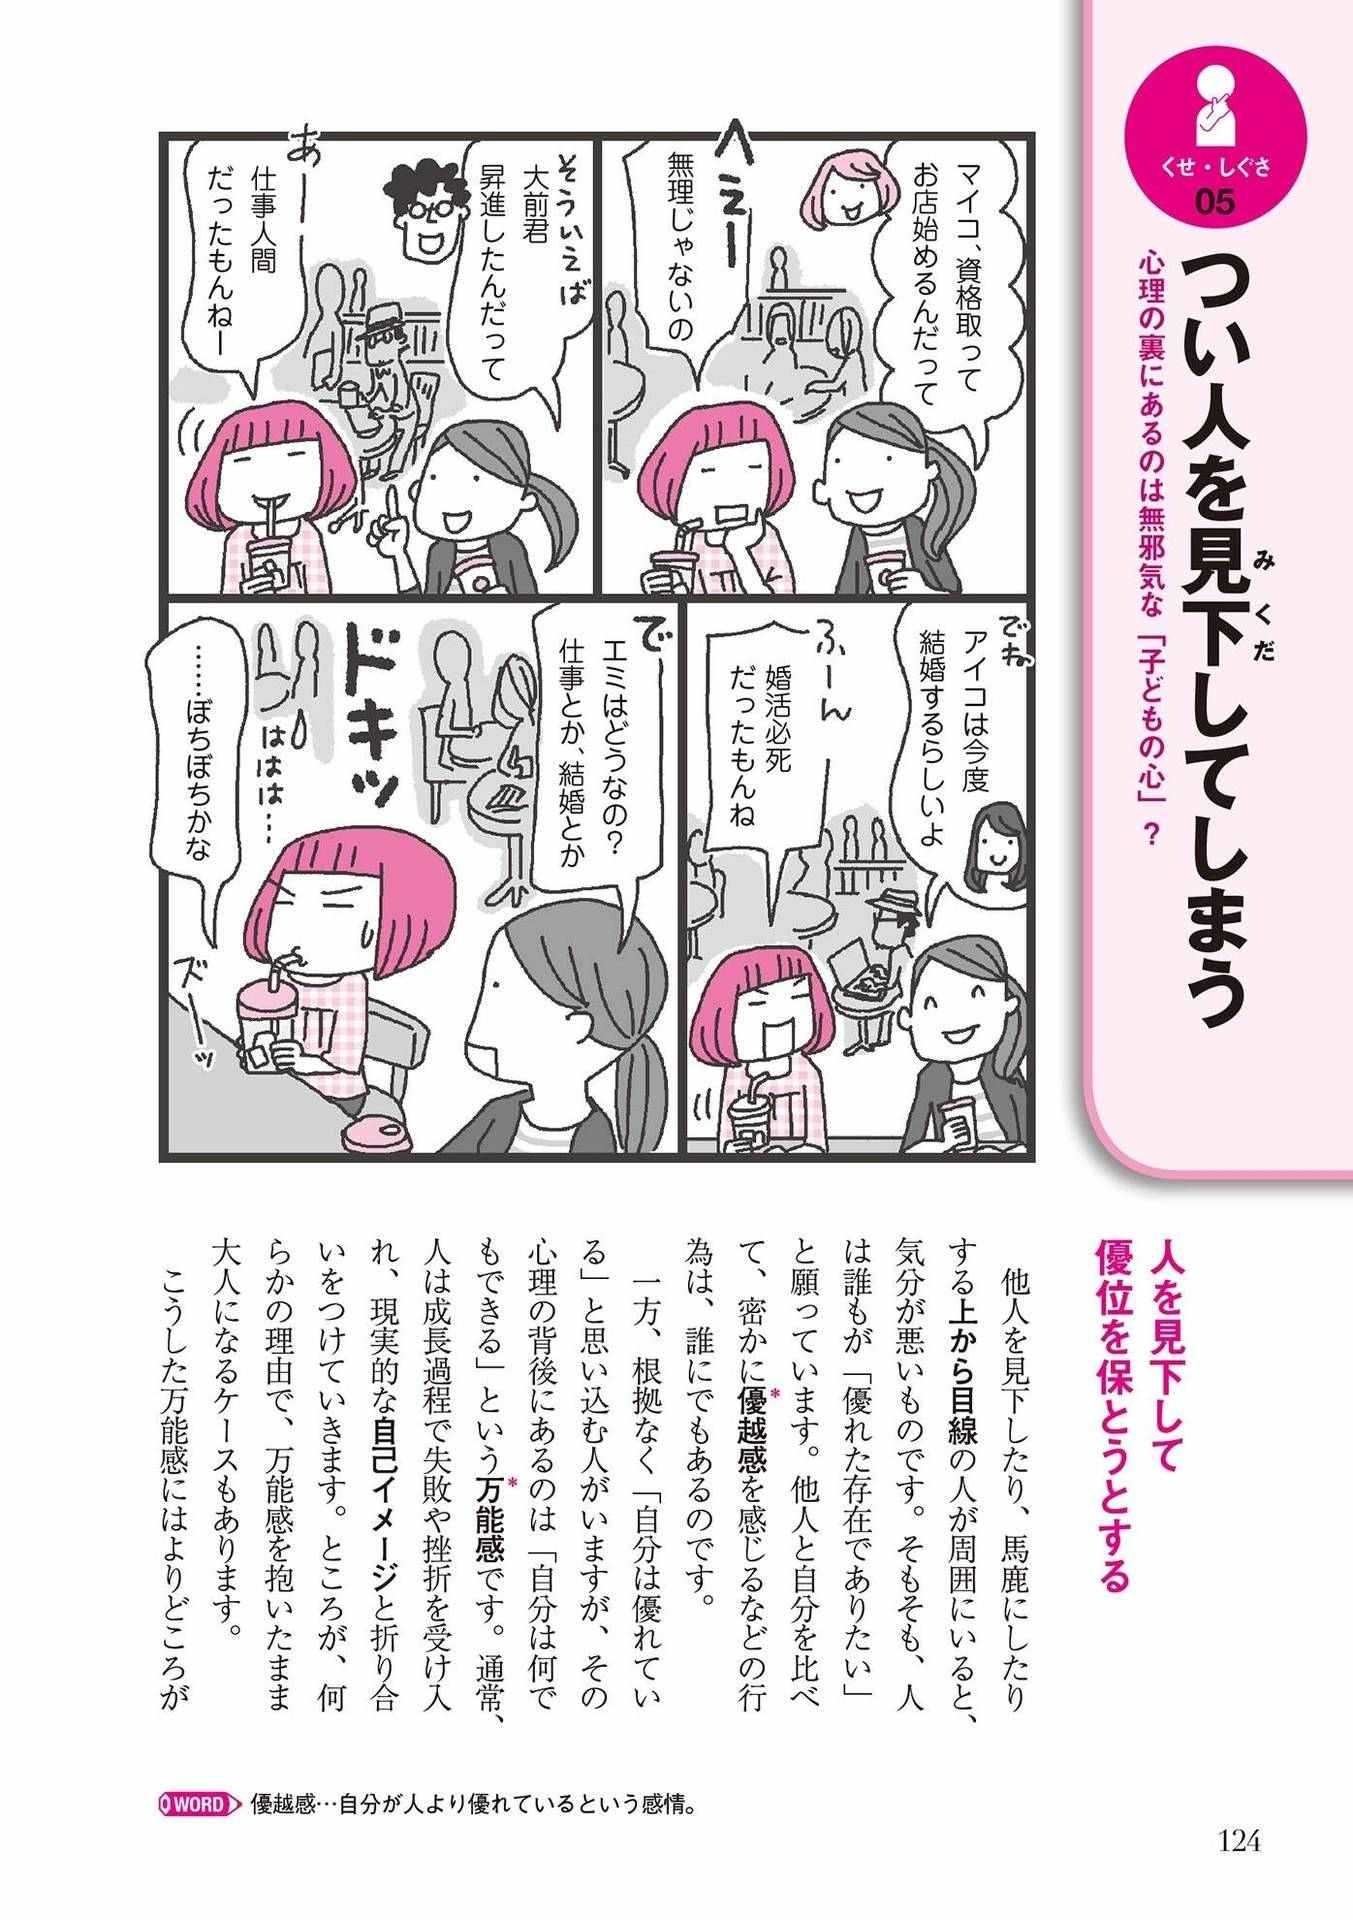 くせ・しぐさ
05
つい人を見下してしまう
みくだ
心理の裏にあるのは無邪気な「子どもの心」?
マイコ、資格取って
お店始めるんだって
へぇー
無理じゃないの
そういえば
大前君
昇進したんだって
あー
仕事人間
だったもんねー
でね
アイコは今度
結婚するらしいよ
ふーん
婚活必死
だったもんね
で
エミはどうなの?
仕事とか、結婚とか
ドキッ
ははは…
……ぼちぼちかな
ズーッ
人を見下して
優位を保とうとする
他人を見下したり、馬鹿にしたり
する上から目線の人が周囲にいると、
気分が悪いものです。そもそも、人
は誰もが「優れた存在でありたい」
と願っています。他人と自分を比べ
て、密かに優越感*を感じるなどの行
為は、誰にでもあるのです。
一方、根拠なく「自分は優れてい
る」と思い込む人がいますが、その
心理の背後にあるのは「自分は何で
もできる」という万能感*です。通常、
人は成長過程で失敗や挫折を受け入
れ、現実的な自己イメージと折り合
いをつけていきます。ところが、何
らかの理由で、万能感を抱いたまま
大人になるケースもあります。
こうした万能感にはよりどころが
WORD 優越感…自分が人より優れているという感情。
124